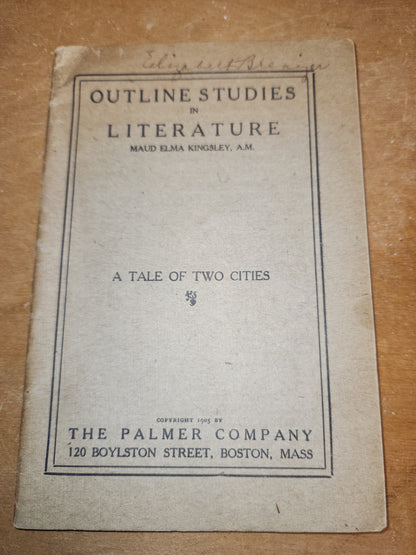 Elizabeth
OUTLINE STUDIES
IN
LITERATURE
MAUD ELMA KINGSLEY, A.M.
A TALE OF TWO CITIES
COPYRIGHT 1905 BY
THE PALMER COMPANY
120 BOYLSTON STREET, BOSTON, MASS